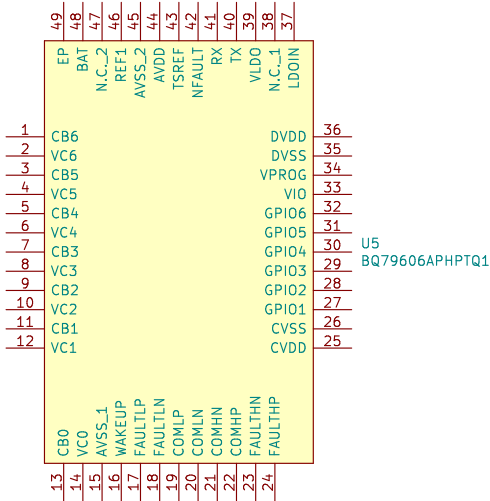 49 48 47 46 45 44 43 42 41 40 39 38 37
EP BAT N.C._2 REF1 AVSS_2 AVDD TSREF NFAULT RX TX VLDO N.C._1 LDOIN
1 CB6 DVDD 36
2 VC6 DVSS 35
3 CB5 VPROG 34
4 VC5 VIO 33
5 CB4 GPIO6 32
6 VC4 GPIO5 31
7 CB3 GPIO4 30
8 VC3 GPIO3 29
9 CB2 GPIO2 28
10 VC2 GPIO1 27
11 CB1 CVSS 26
12 VC1 CVDD 25
U5
BQ79606APHPTQ1
CB0 VC0 AVSS_1 WAKEUP FAULTLP FAULTLN COMLP COMLN COMHN COMHP FAULTHN FAULTHP
13 14 15 16 17 18 19 20 21 22 23 24